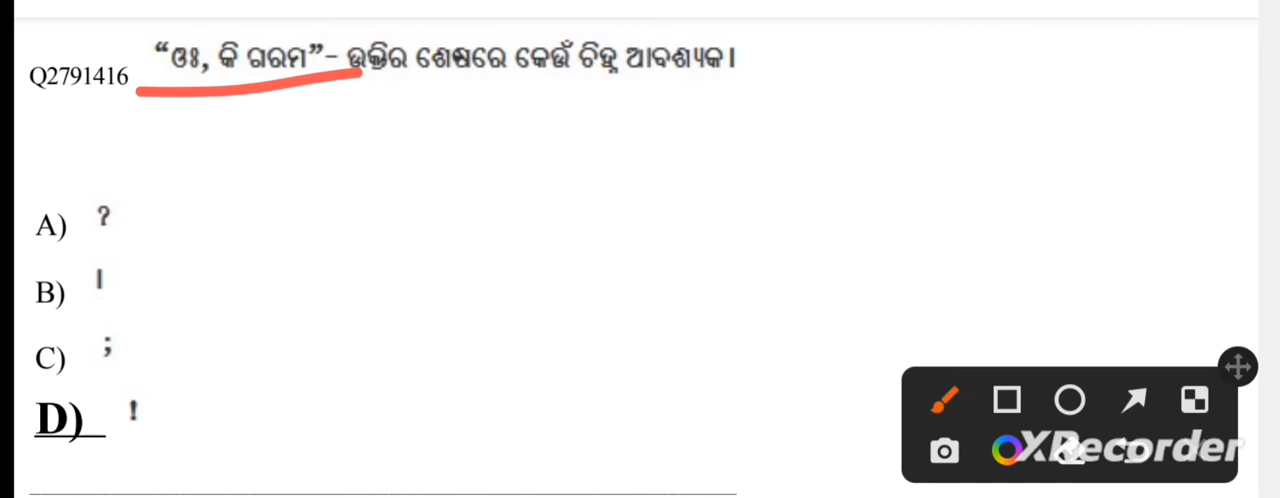 Q2791416 “ଓଃ, କି ଗରମ”- ଉକ୍ତିର ଶେଷରେ କେଉଁ ଚିହ୍ନ ଆବଶ୍ୟକ।
A) ?
B) ।
C) ;
D) !
XRecorder